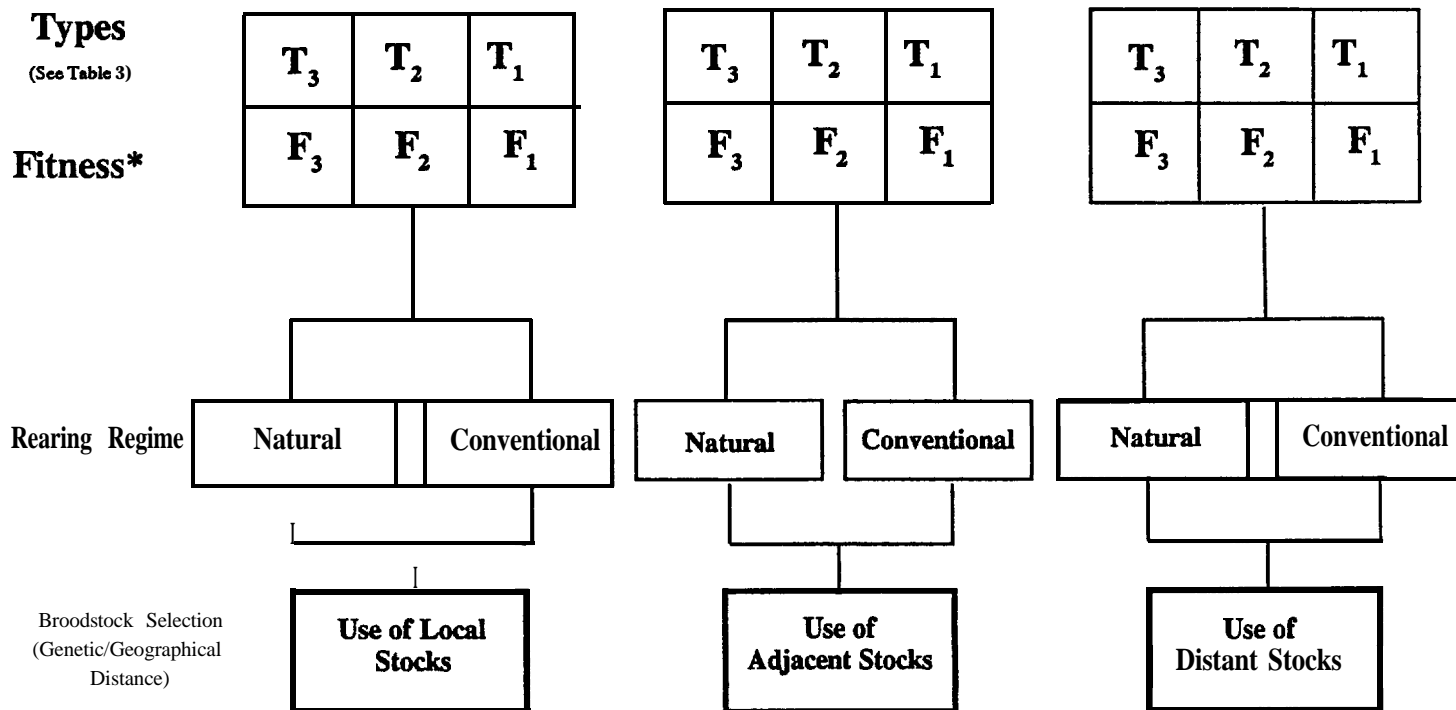 Types
(See Table 3)
T3 T2 T1 T3 T2 T1 T3 T2 T1
Fitness*
F3 F2 F1 F3 F2 F1 F3 F2 F1
Rearing Regime Natural Conventional Natural Conventional Natural Conventional
Broodstock Selection
(Genetic/Geographical
Distance)
Use of Local
Stocks
Use of
Adjacent Stocks
Use of
Distant Stocks